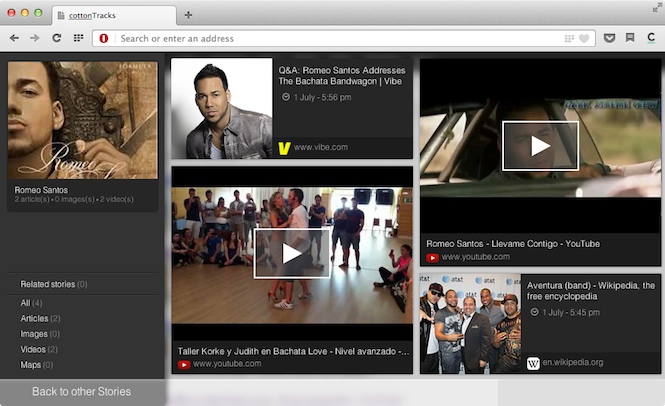 cottonTracks
Search or enter an address
FORMULA
Romeo
Romeo Santos
2 article(s) • 0 images(s) • 2 video(s)
Related stories (0)
All (4)
Articles (2)
Images (0)
Videos (2)
Maps (0)
Back to other Stories
Q&A: Romeo Santos Addresses
The Bachata Bandwagon | Vibe
1 July - 5:56 pm
V
www.vibe.com
Taller Korke y Judith en Bachata Love - Nivel avanzado -...
www.youtube.com
Romeo Santos - Llevame Contigo - YouTube
www.youtube.com
at&t
at&t
Aventura (band) - Wikipedia, the
free encyclopedia
1 July - 5:45 pm
W
en.wikipedia.org